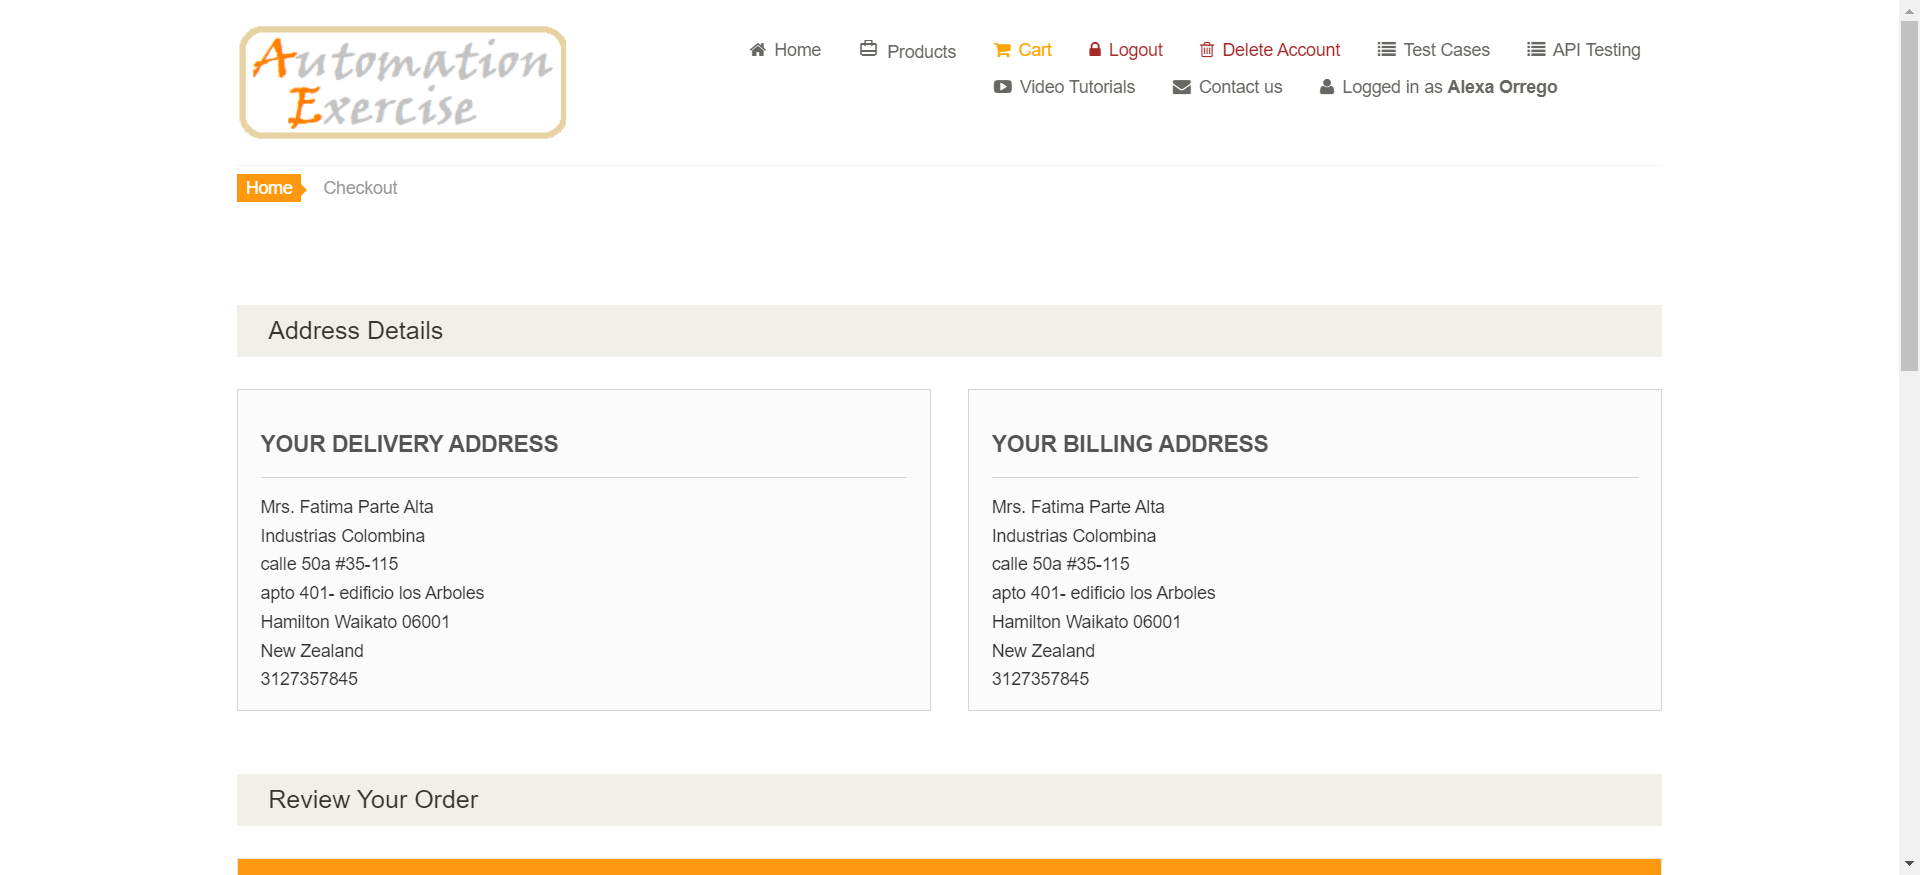 Automation
Exercise
Home Products Cart Logout Delete Account Test Cases API Testing
Video Tutorials Contact us Logged in as Alexa Orrego
Home Checkout
Address Details
YOUR DELIVERY ADDRESS
Mrs. Fatima Parte Alta
Industrias Colombina
calle 50a #35-115
apto 401- edificio los Arboles
Hamilton Waikato 06001
New Zealand
3127357845
YOUR BILLING ADDRESS
Mrs. Fatima Parte Alta
Industrias Colombina
calle 50a #35-115
apto 401- edificio los Arboles
Hamilton Waikato 06001
New Zealand
3127357845
Review Your Order